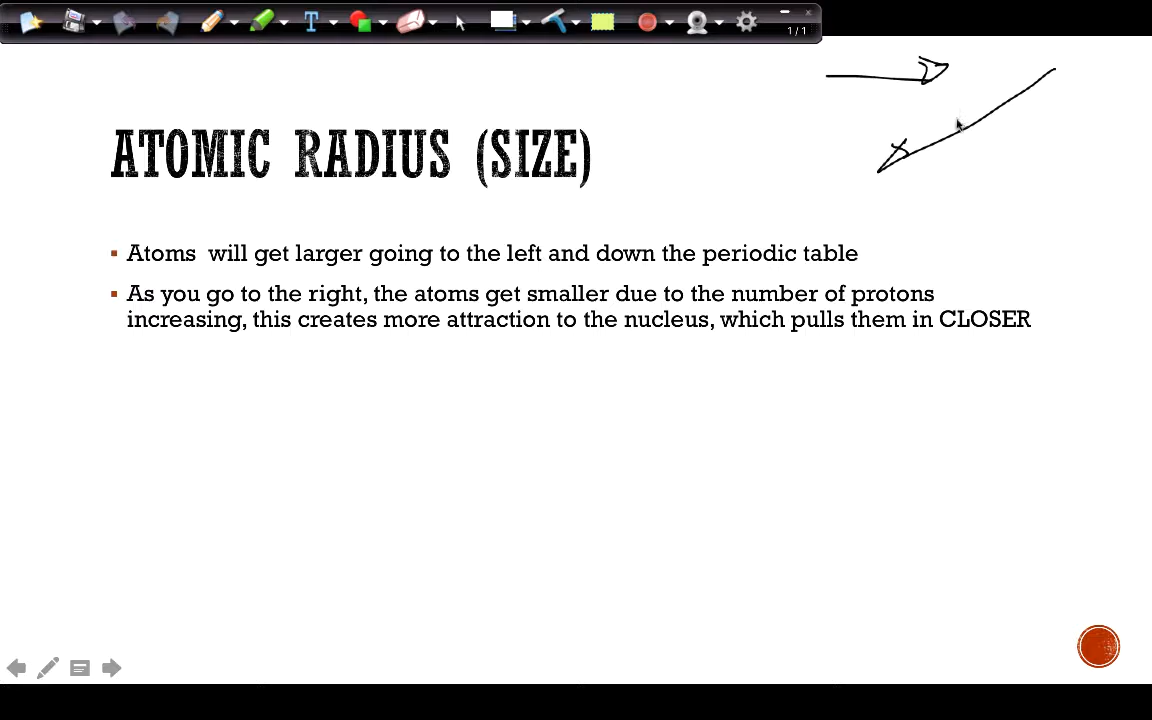 T
1 / 1
ATOMIC RADIUS (SIZE)
▪ Atoms will get larger going to the left and down the periodic table
▪ As you go to the right, the atoms get smaller due to the number of protons
increasing, this creates more attraction to the nucleus, which pulls them in CLOSER